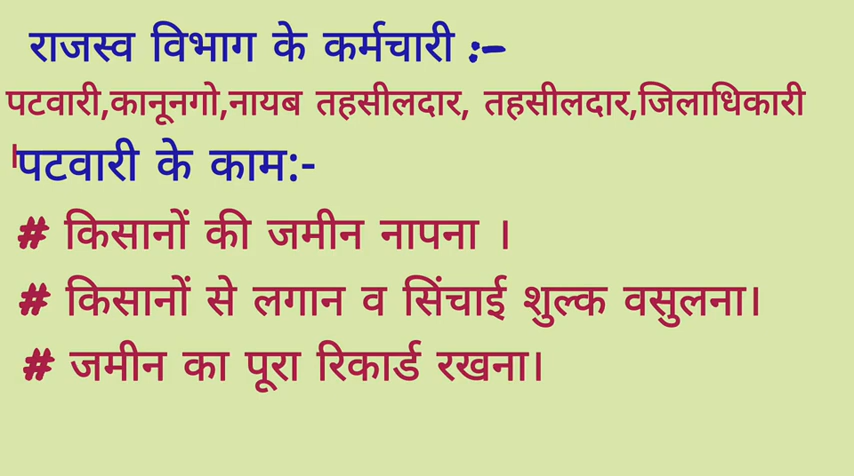 राजस्व विभाग के कर्मचारी :-
पटवारी,कानूनगो,नायब तहसीलदार, तहसीलदार,जिलाधिकारी
।पटवारी के काम:-
# किसानों की जमीन नापना ।
# किसानों से लगान व सिंचाई शुल्क वसुलना।
# जमीन का पूरा रिकार्ड रखना।